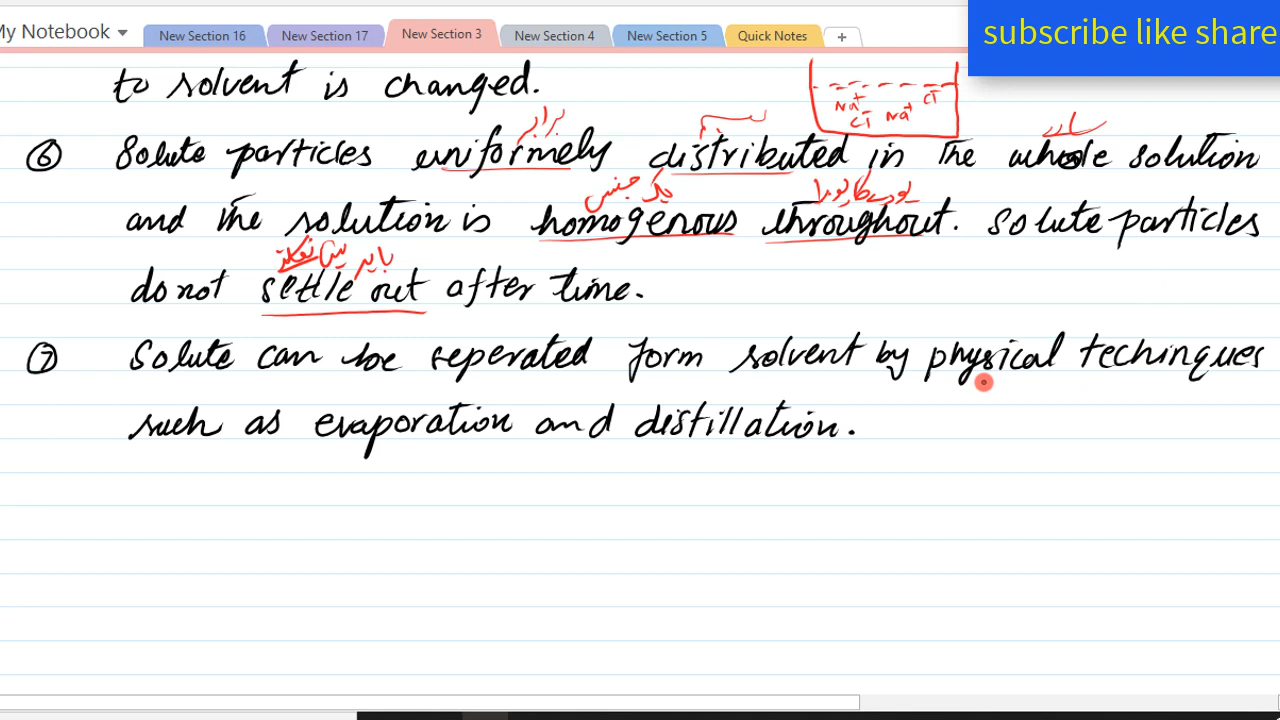 My Notebook New Section 16 New Section 17 New Section 3 New Section 4 New Section 5 Quick Notes +
subscribe like share
to solvent is changed.
Na+ Cl- Na+ Cl-
برابر
⑥ Solute particles uniformely distributed in the whole solution
یک جنس
and the solution is homogenous throughout. Solute particles
do not settle out after time.
⑦ Solute can be seperated form solvent by physical techinques
such as evaporation and distillation.